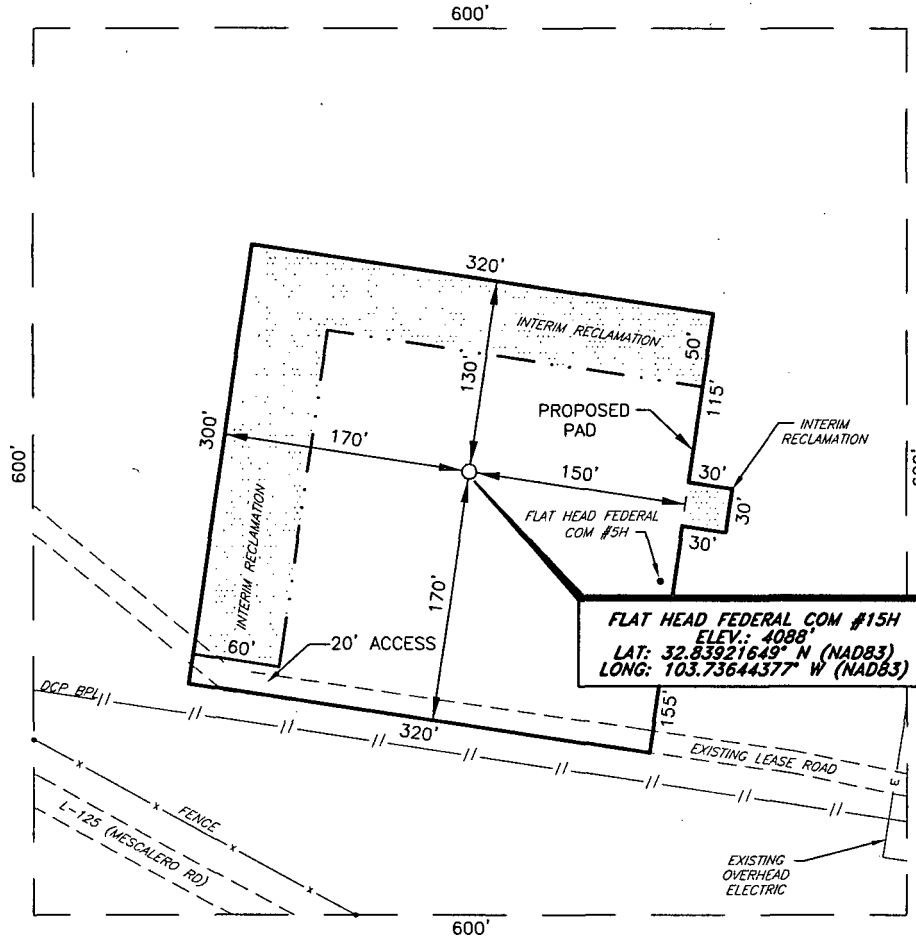 600'
320'
INTERIM RECLAMATION
50'
130'
115'
PROPOSED
PAD
INTERIM
RECLAMATION
600'
300'
170'
150'
30'
30'
30'
FLAT HEAD FEDERAL
COM #5H
INTERIM RECLAMATION
170'
FLAT HEAD FEDERAL COM #15H
ELEV.: 4088'
LAT: 32.83921649° N (NAD83)
LONG: 103.73644377° W (NAD83)
60'
20' ACCESS
155'
DCP BPL
320'
EXISTING LEASE ROAD
E
FENCE
L-125 (MESCALERO RD)
EXISTING
OVERHEAD
ELECTRIC
600'